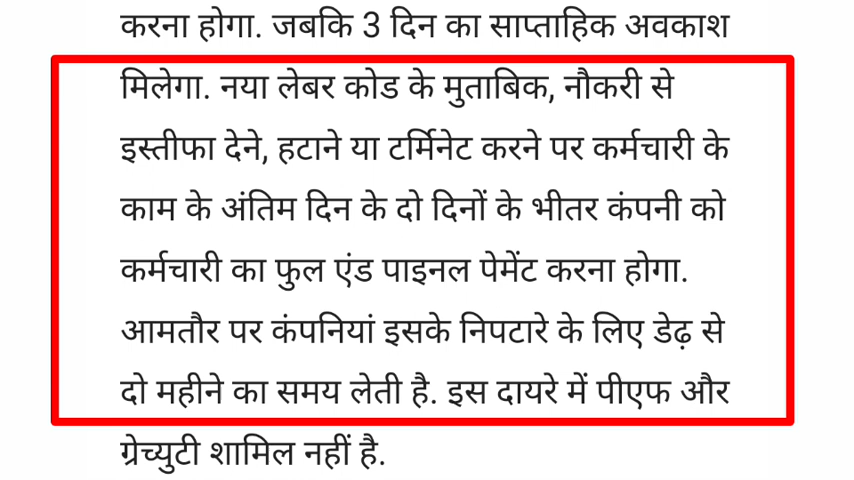 करना होगा. जबकि 3 दिन का साप्ताहिक अवकाश
मिलेगा. नया लेबर कोड के मुताबिक, नौकरी से
इस्तीफा देने, हटाने या टर्मिनेट करने पर कर्मचारी के
काम के अंतिम दिन के दो दिनों के भीतर कंपनी को
कर्मचारी का फुल एंड पाइनल पेमेंट करना होगा.
आमतौर पर कंपनियां इसके निपटारे के लिए डेढ़ से
दो महीने का समय लेती है. इस दायरे में पीएफ और
ग्रेच्युटी शामिल नहीं है.